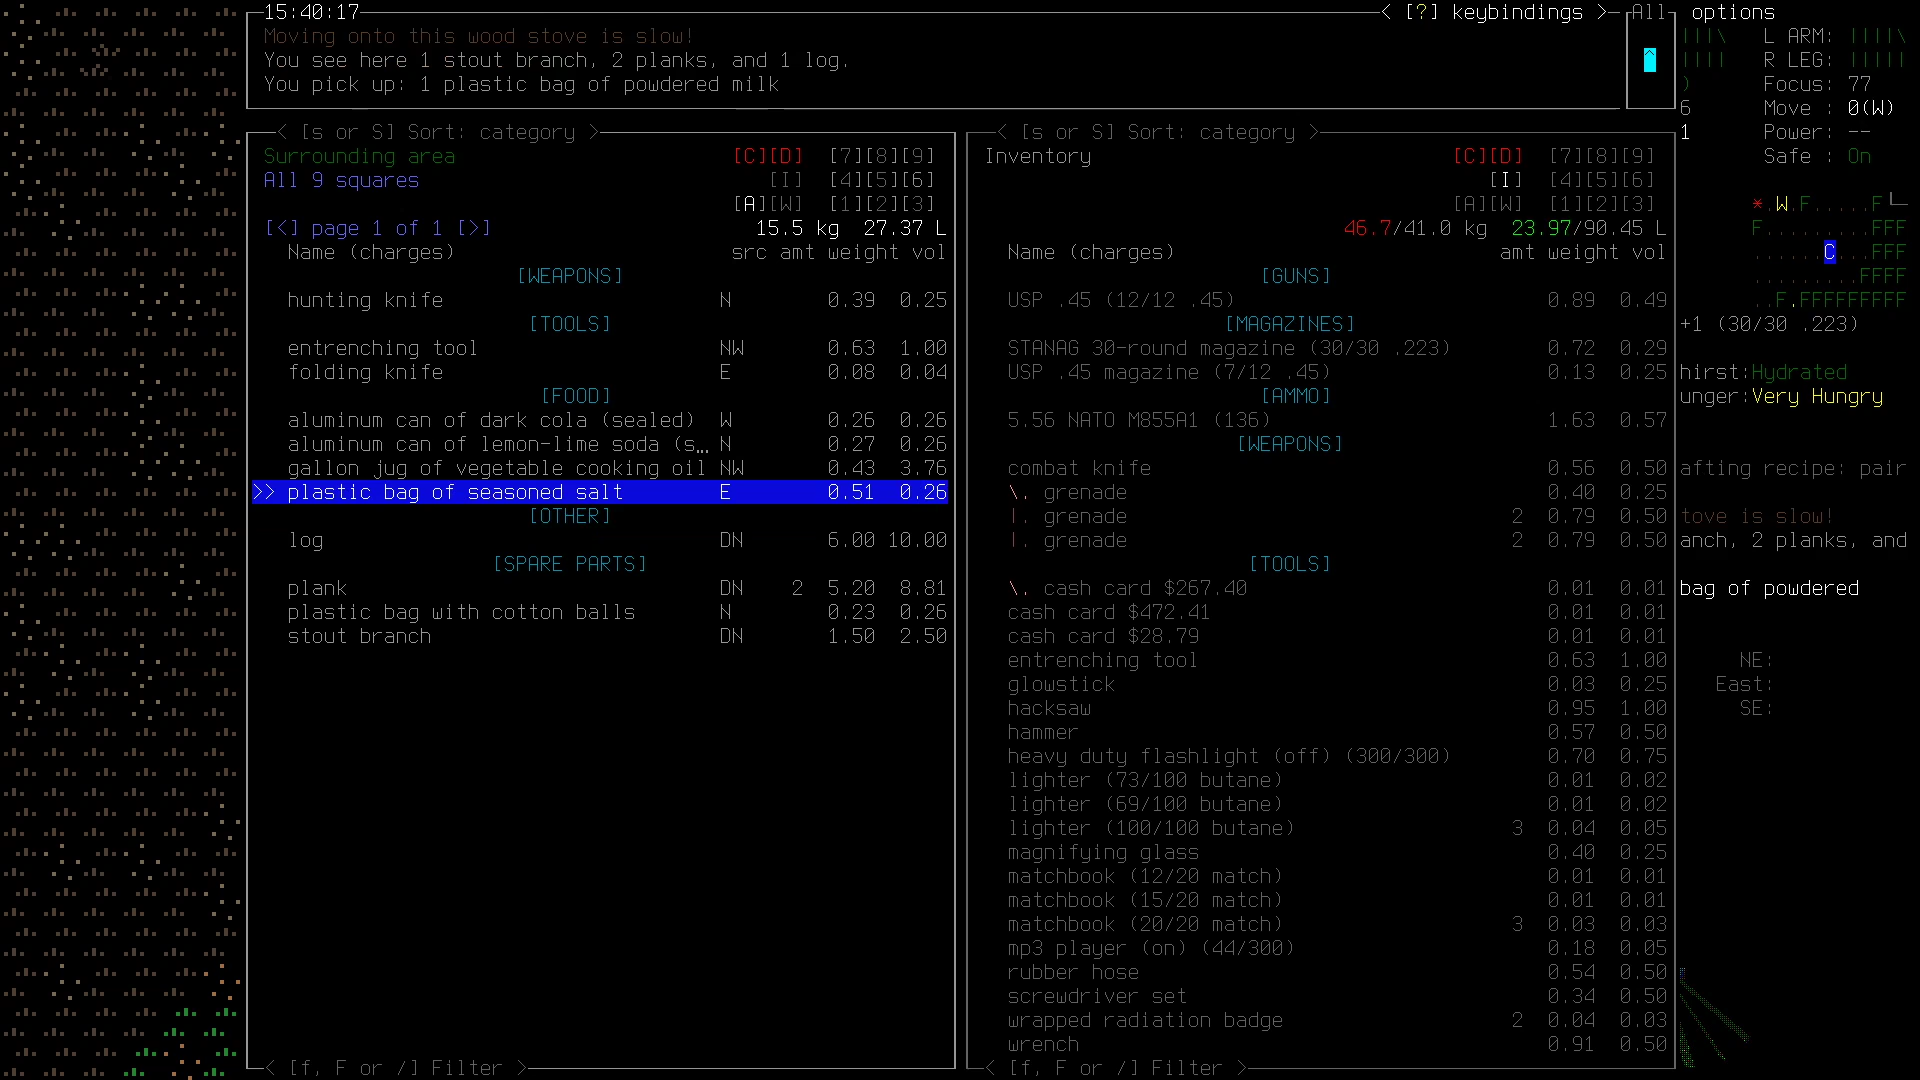 15:40:17 < [?] keybindings >
Moving onto this wood stove is slow!
You see here 1 stout branch, 2 planks, and 1 log.
You pick up: 1 plastic bag of powdered milk
All
^
options
L ARM: ||||\
R LEG: |||||
Focus: 77
Move : 0(W)
Power: --
Safe : On
< [s or S] Sort: category >
Surrounding area [C][D] [7][8][9]
All 9 squares [I] [4][5][6]
[A][W] [1][2][3]
[<] page 1 of 1 [>] 15.5 kg 27.37 L
Name (charges) src amt weight vol
[WEAPONS]
hunting knife N 0.39 0.25
[TOOLS]
entrenching tool NW 0.63 1.00
folding knife E 0.08 0.04
[FOOD]
aluminum can of dark cola (sealed) W 0.26 0.26
aluminum can of lemon-lime soda (s… N 0.27 0.26
gallon jug of vegetable cooking oil NW 0.43 3.76
>> plastic bag of seasoned salt E 0.51 0.26
[OTHER]
log DN 6.00 10.00
[SPARE PARTS]
plank DN 2 5.20 8.81
plastic bag with cotton balls N 0.23 0.26
stout branch DN 1.50 2.50
< [f, F or /] Filter >
< [s or S] Sort: category >
Inventory [C][D] [7][8][9]
[I] [4][5][6]
[A][W] [1][2][3]
46.7/41.0 kg 23.97/90.45 L
Name (charges) amt weight vol
[GUNS]
USP .45 (12/12 .45) 0.89 0.49
[MAGAZINES]
STANAG 30-round magazine (30/30 .223) 0.72 0.29
USP .45 magazine (7/12 .45) 0.13 0.25
[AMMO]
5.56 NATO M855A1 (136) 1.63 0.57
[WEAPONS]
combat knife 0.56 0.50
\. grenade 0.40 0.25
|. grenade 2 0.79 0.50
|. grenade 2 0.79 0.50
[TOOLS]
\. cash card $267.40 0.01 0.01
cash card $472.41 0.01 0.01
cash card $28.79 0.01 0.01
entrenching tool 0.63 1.00
glowstick 0.03 0.25
hacksaw 0.95 1.00
hammer 0.57 0.50
heavy duty flashlight (off) (300/300) 0.70 0.75
lighter (73/100 butane) 0.01 0.02
lighter (69/100 butane) 0.01 0.02
lighter (100/100 butane) 3 0.04 0.05
magnifying glass 0.40 0.25
matchbook (12/20 match) 0.01 0.01
matchbook (15/20 match) 0.01 0.01
matchbook (20/20 match) 3 0.03 0.03
mp3 player (on) (44/300) 0.18 0.05
rubber hose 0.54 0.50
screwdriver set 0.34 0.50
wrapped radiation badge 2 0.04 0.03
wrench 0.91 0.50
< [f, F or /] Filter >
|||\
||||
)
6
1
*.W.F.....F
F.........FFF
......C...FFF
.........FFFF
..F.FFFFFFFFF
+1 (30/30 .223)
hirst:Hydrated
unger:Very Hungry
afting recipe: pair
tove is slow!
anch, 2 planks, and
bag of powdered
NE:
East:
SE: